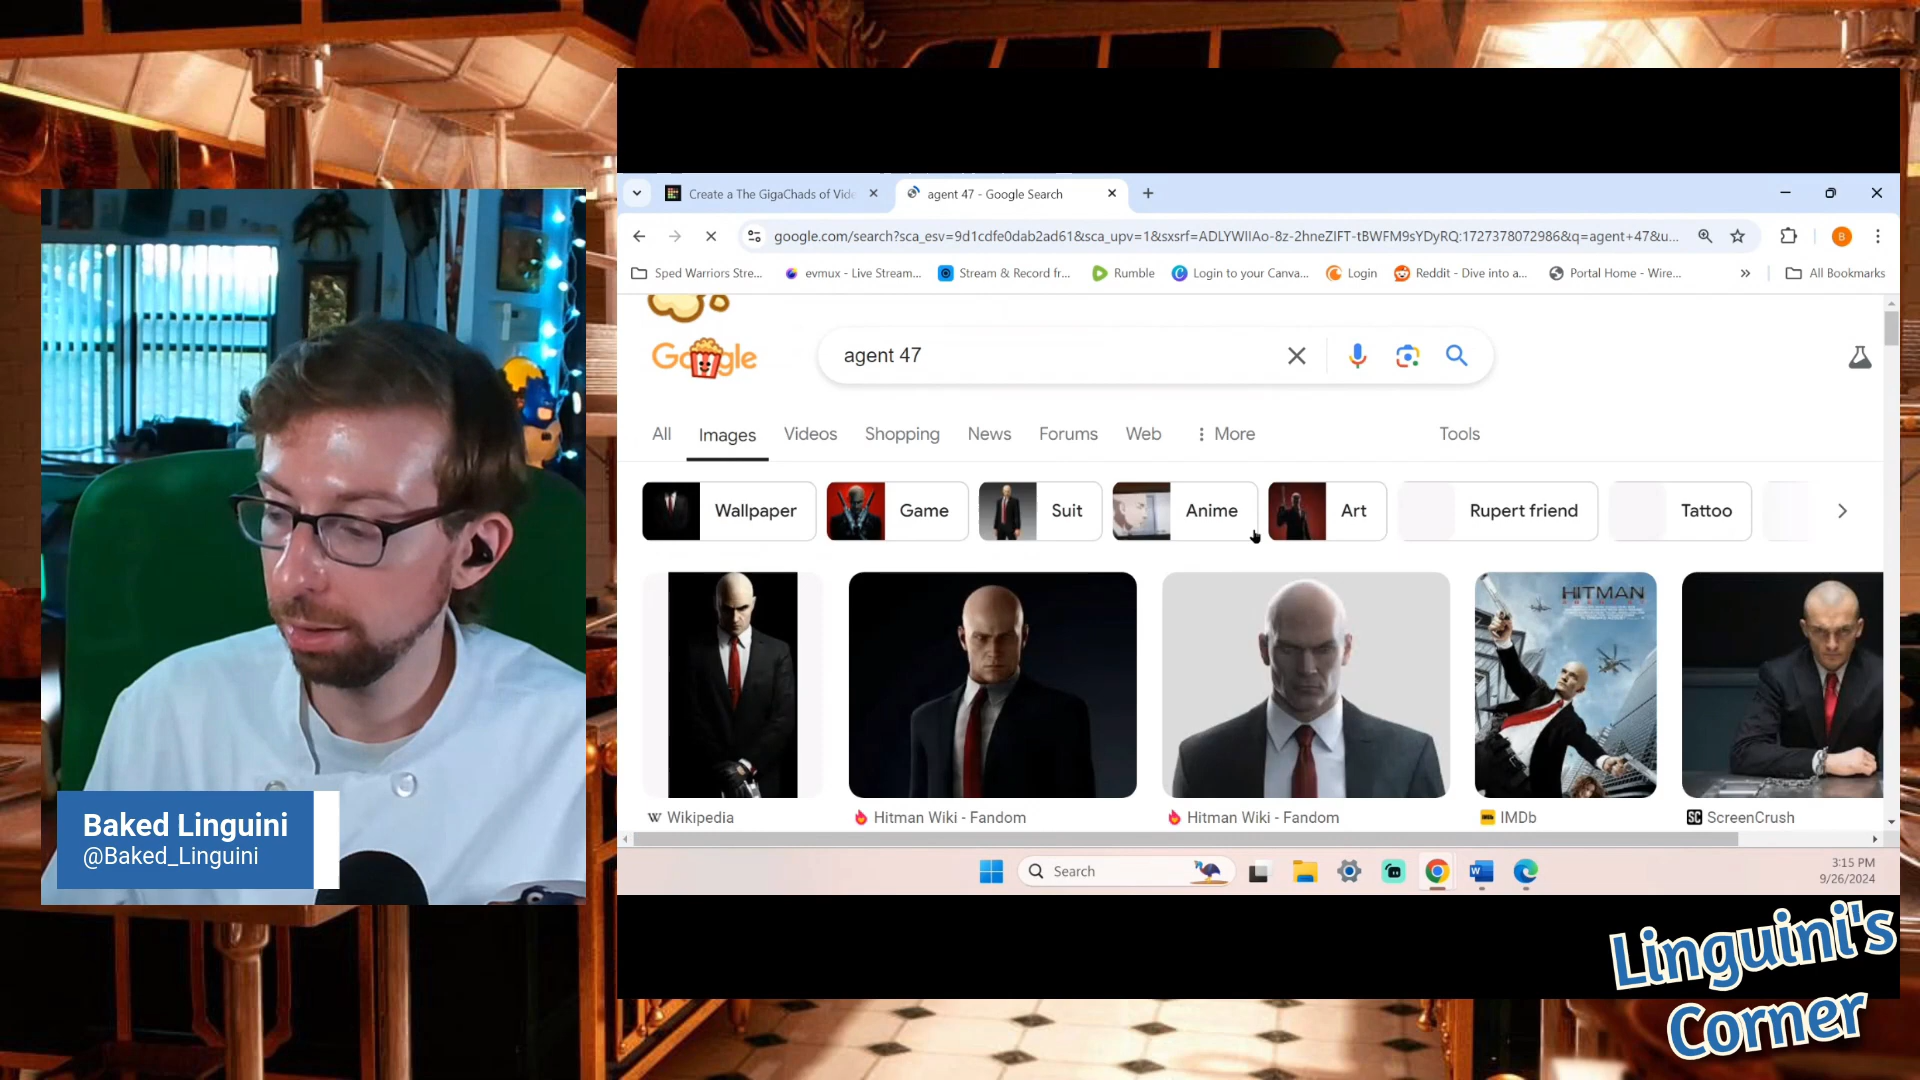 Create a The GigaChads of Vide
agent 47 - Google Search
google.com/search?sca_esv=9d1cdfe0dab2ad61&sca_upv=1&sxsrf=ADLYWIIAo-8z-2hneZIFT-tBWFM9sYDyRQ:1727378072986&q=agent+47&u...
Sped Warriors Stre...
evmux - Live Stream...
Stream & Record fr...
Rumble
Login to your Canva...
Login
Reddit - Dive into a...
Portal Home - Wire...
All Bookmarks
Google
agent 47
All
Images
Videos
Shopping
News
Forums
Web
More
Tools
Wallpaper
Game
Suit
Anime
Art
Rupert friend
Tattoo
HITMAN
Wikipedia
Hitman Wiki - Fandom
Hitman Wiki - Fandom
IMDb
ScreenCrush
Search
3:15 PM
9/26/2024
Baked Linguini
@Baked_Linguini
Linguini's
Corner